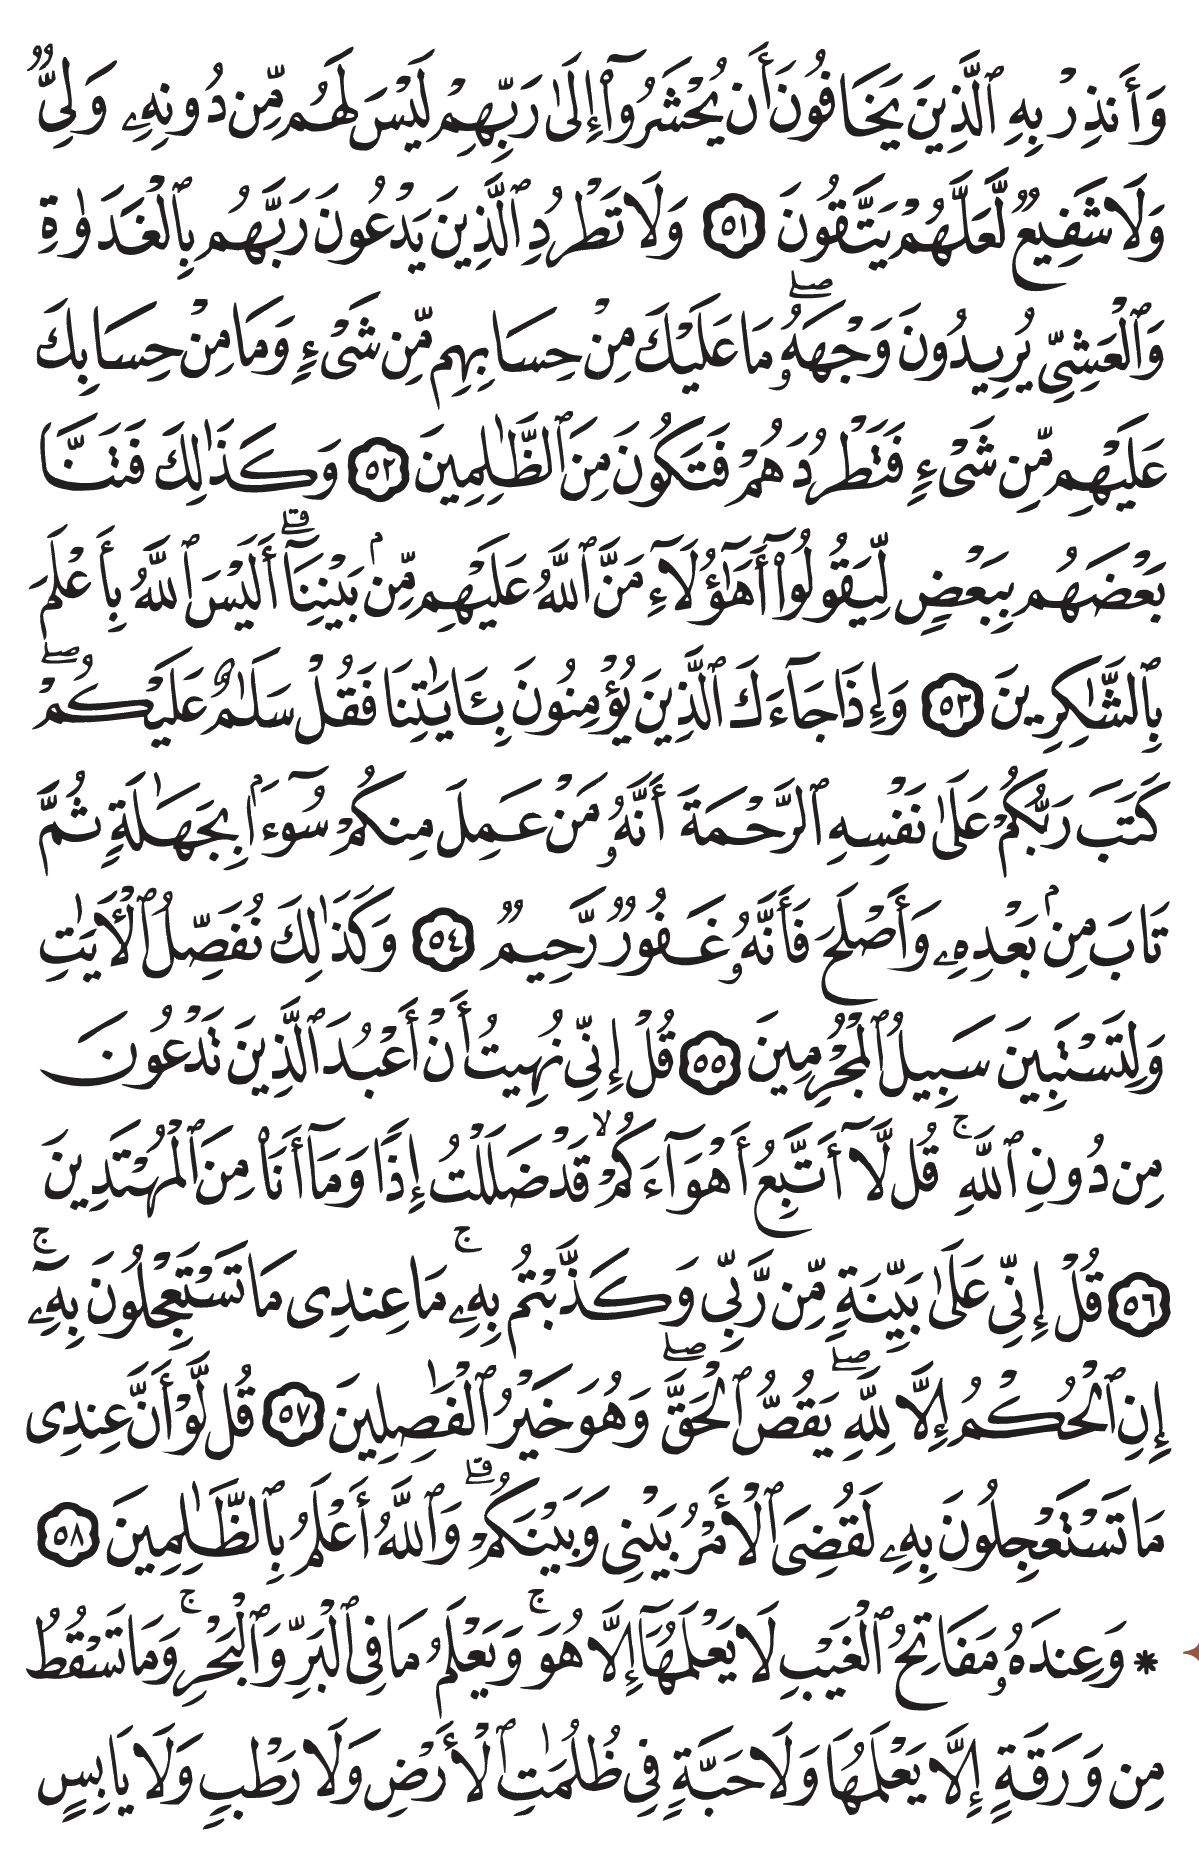 وَأَنذِرْ بِهِ ٱلَّذِينَ يَخَافُونَ أَن يُحْشَرُوٓا۟ إِلَىٰ رَبِّهِمْ لَيْسَ لَهُم مِّن دُونِهِۦ وَلِىٌّ
وَلَا شَفِيعٌ لَّعَلَّهُمْ يَتَّقُونَ ٥١ وَلَا تَطْرُدِ ٱلَّذِينَ يَدْعُونَ رَبَّهُم بِٱلْغَدَوٰةِ
وَٱلْعَشِىِّ يُرِيدُونَ وَجْهَهُۥ ۖ مَا عَلَيْكَ مِنْ حِسَابِهِم مِّن شَىْءٍ وَمَا مِنْ حِسَابِكَ
عَلَيْهِم مِّن شَىْءٍ فَتَطْرُدَهُمْ فَتَكُونَ مِنَ ٱلظَّٰلِمِينَ ٥٢ وَكَذَٰلِكَ فَتَنَّا
بَعْضَهُم بِبَعْضٍ لِّيَقُولُوٓا۟ أَهَٰٓؤُلَآءِ مَنَّ ٱللَّهُ عَلَيْهِم مِّنۢ بَيْنِنَآ ۗ أَلَيْسَ ٱللَّهُ بِأَعْلَمَ
بِٱلشَّٰكِرِينَ ٥٣ وَإِذَا جَآءَكَ ٱلَّذِينَ يُؤْمِنُونَ بِـَٔايَٰتِنَا فَقُلْ سَلَٰمٌ عَلَيْكُمْ ۖ
كَتَبَ رَبُّكُمْ عَلَىٰ نَفْسِهِ ٱلرَّحْمَةَ أَنَّهُۥ مَنْ عَمِلَ مِنكُمْ سُوٓءًۢا بِجَهَٰلَةٍ ثُمَّ
تَابَ مِنۢ بَعْدِهِۦ وَأَصْلَحَ فَأَنَّهُۥ غَفُورٌ رَّحِيمٌ ٥٤ وَكَذَٰلِكَ نُفَصِّلُ ٱلْـَٔايَٰتِ
وَلِتَسْتَبِينَ سَبِيلُ ٱلْمُجْرِمِينَ ٥٥ قُلْ إِنِّى نُهِيتُ أَنْ أَعْبُدَ ٱلَّذِينَ تَدْعُونَ
مِن دُونِ ٱللَّهِ ۚ قُل لَّآ أَتَّبِعُ أَهْوَآءَكُمْ ۙ قَدْ ضَلَلْتُ إِذًا وَمَآ أَنَا۠ مِنَ ٱلْمُهْتَدِينَ
٥٦ قُلْ إِنِّى عَلَىٰ بَيِّنَةٍ مِّن رَّبِّى وَكَذَّبْتُم بِهِۦ ۚ مَا عِندِى مَا تَسْتَعْجِلُونَ بِهِۦٓ ۚ
إِنِ ٱلْحُكْمُ إِلَّا لِلَّهِ ۖ يَقُصُّ ٱلْحَقَّ ۖ وَهُوَ خَيْرُ ٱلْفَٰصِلِينَ ٥٧ قُل لَّوْ أَنَّ عِندِى
مَا تَسْتَعْجِلُونَ بِهِۦ لَقُضِىَ ٱلْأَمْرُ بَيْنِى وَبَيْنَكُمْ ۗ وَٱللَّهُ أَعْلَمُ بِٱلظَّٰلِمِينَ ٥٨
* وَعِندَهُۥ مَفَاتِحُ ٱلْغَيْبِ لَا يَعْلَمُهَآ إِلَّا هُوَ ۚ وَيَعْلَمُ مَا فِى ٱلْبَرِّ وَٱلْبَحْرِ ۚ وَمَا تَسْقُطُ
مِن وَرَقَةٍ إِلَّا يَعْلَمُهَا وَلَا حَبَّةٍ فِى ظُلُمَٰتِ ٱلْأَرْضِ وَلَا رَطْبٍ وَلَا يَابِسٍ